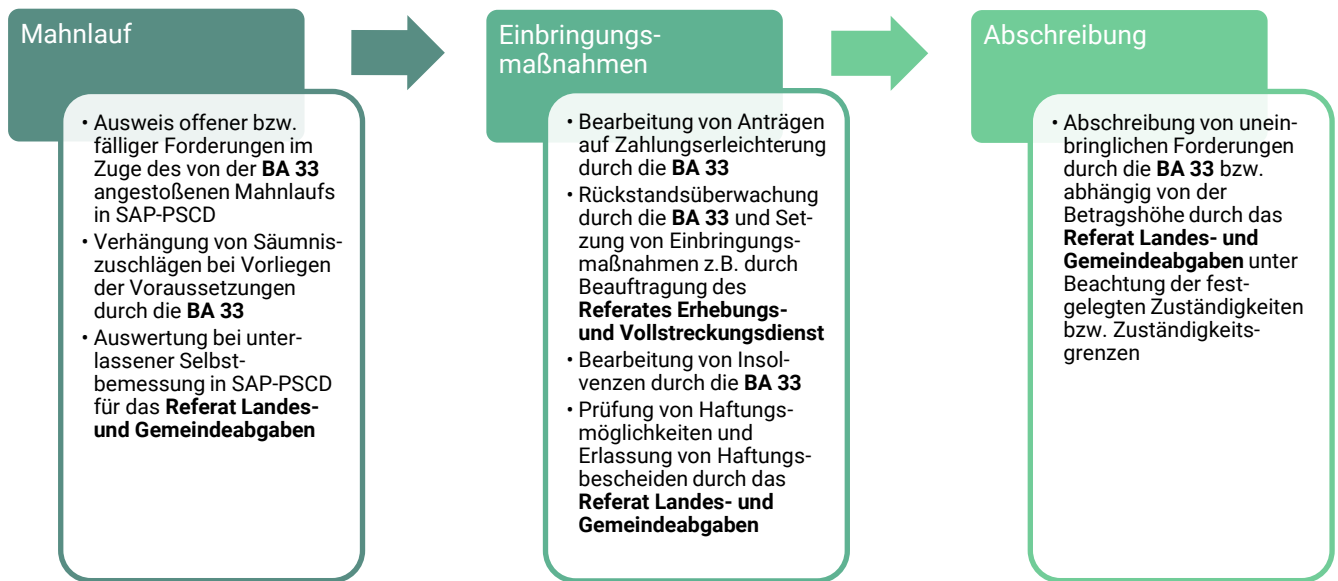 Mahnlauf
• Ausweis offener bzw.
fälliger Forderungen im
Zuge des von der BA 33
angestoßenen Mahnlaufs
in SAP-PSCD
• Verhängung von Säumnis-
zuschlägen bei Vorliegen
der Voraussetzungen
durch die BA 33
• Auswertung bei unter-
lassener Selbst-
bemessung in SAP-PSCD
für das Referat Landes-
und Gemeindeabgaben
Einbringungs-
maßnahmen
• Bearbeitung von Anträgen
auf Zahlungserleichterung
durch die BA 33
• Rückstandsüberwachung
durch die BA 33 und Set-
zung von Einbringungs-
maßnahmen z.B. durch
Beauftragung des
Referates Erhebungs-
und Vollstreckungsdienst
• Bearbeitung von Insol-
venzen durch die BA 33
• Prüfung von Haftungs-
möglichkeiten und
Erlassung von Haftungs-
bescheiden durch das
Referat Landes- und
Gemeindeabgaben
Abschreibung
• Abschreibung von unein-
bringlichen Forderungen
durch die BA 33 bzw.
abhängig von der
Betragshöhe durch das
Referat Landes- und
Gemeindeabgaben unter
Beachtung der fest-
gelegten Zuständigkeiten
bzw. Zuständigkeits-
grenzen